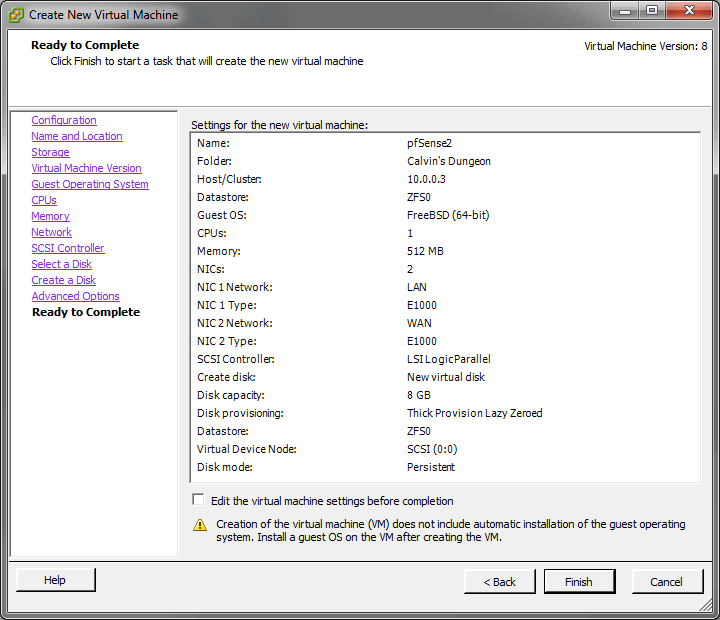 Create New Virtual Machine
Ready to Complete
Click Finish to start a task that will create the new virtual machine
Virtual Machine Version: 8
Configuration
Name and Location
Storage
Virtual Machine Version
Guest Operating System
CPUs
Memory
Network
SCSI Controller
Select a Disk
Create a Disk
Advanced Options
Ready to Complete
Settings for the new virtual machine:
Name: pfSense2
Folder: Calvin's Dungeon
Host/Cluster: 10.0.0.3
Datastore: ZFS0
Guest OS: FreeBSD (64-bit)
CPUs: 1
Memory: 512 MB
NICs: 2
NIC 1 Network: LAN
NIC 1 Type: E1000
NIC 2 Network: WAN
NIC 2 Type: E1000
SCSI Controller: LSI Logic Parallel
Create disk: New virtual disk
Disk capacity: 8 GB
Disk provisioning: Thick Provision Lazy Zeroed
Datastore: ZFS0
Virtual Device Node: SCSI (0:0)
Disk mode: Persistent
Edit the virtual machine settings before completion
Creation of the virtual machine (VM) does not include automatic installation of the guest operating
system. Install a guest OS on the VM after creating the VM.
Help
< Back
Finish
Cancel